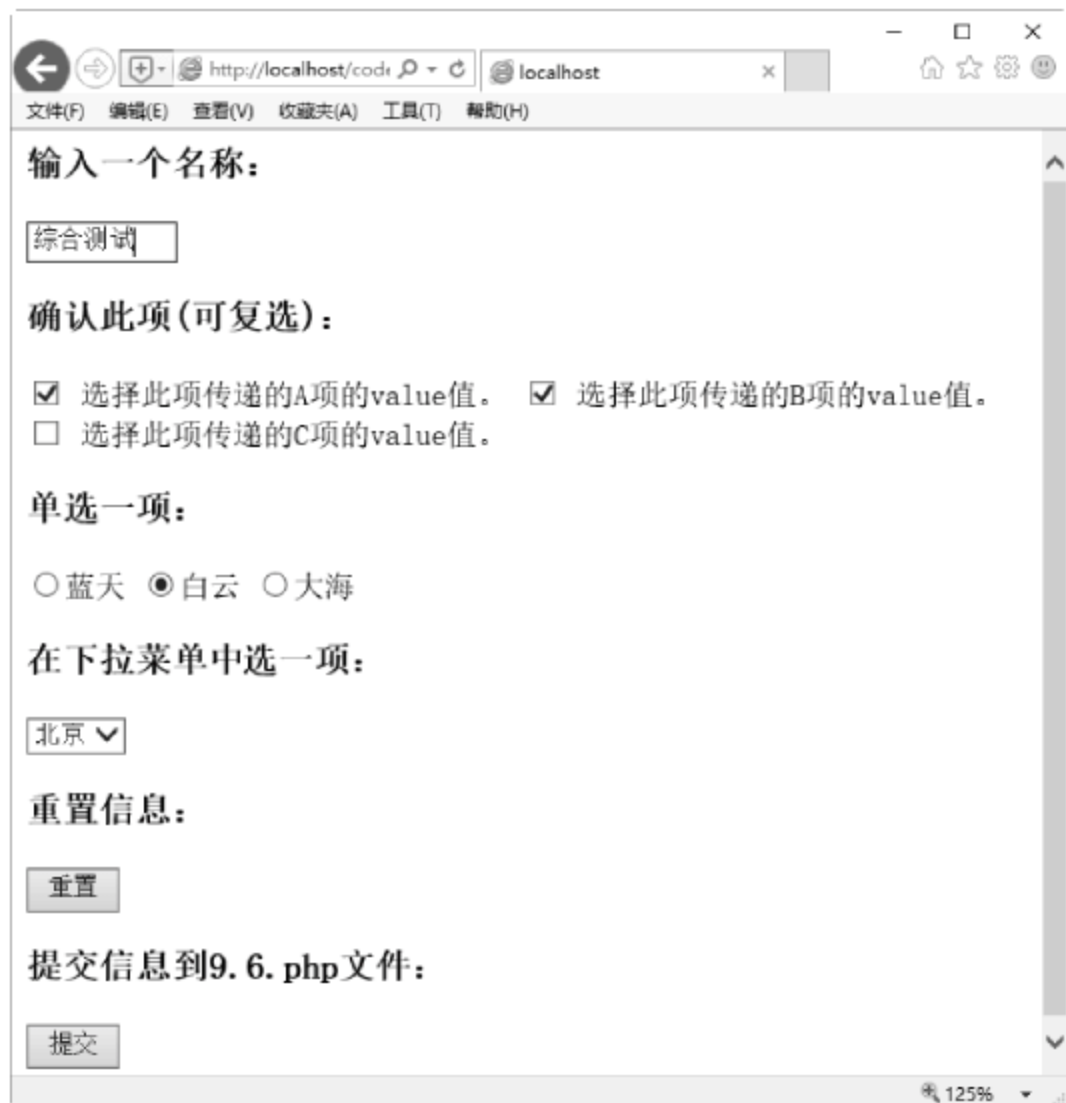 http://localhost/code
localhost
文件(F) 编辑(E) 查看(V) 收藏夹(A) 工具(T) 帮助(H)
输入一个名称：
综合测试
确认此项(可复选)：
选择此项传递的A项的value值。 选择此项传递的B项的value值。
选择此项传递的C项的value值。
单选一项：
蓝天 白云 大海
在下拉菜单中选一项：
北京
重置信息：
重置
提交信息到9.6.php文件：
提交
125%